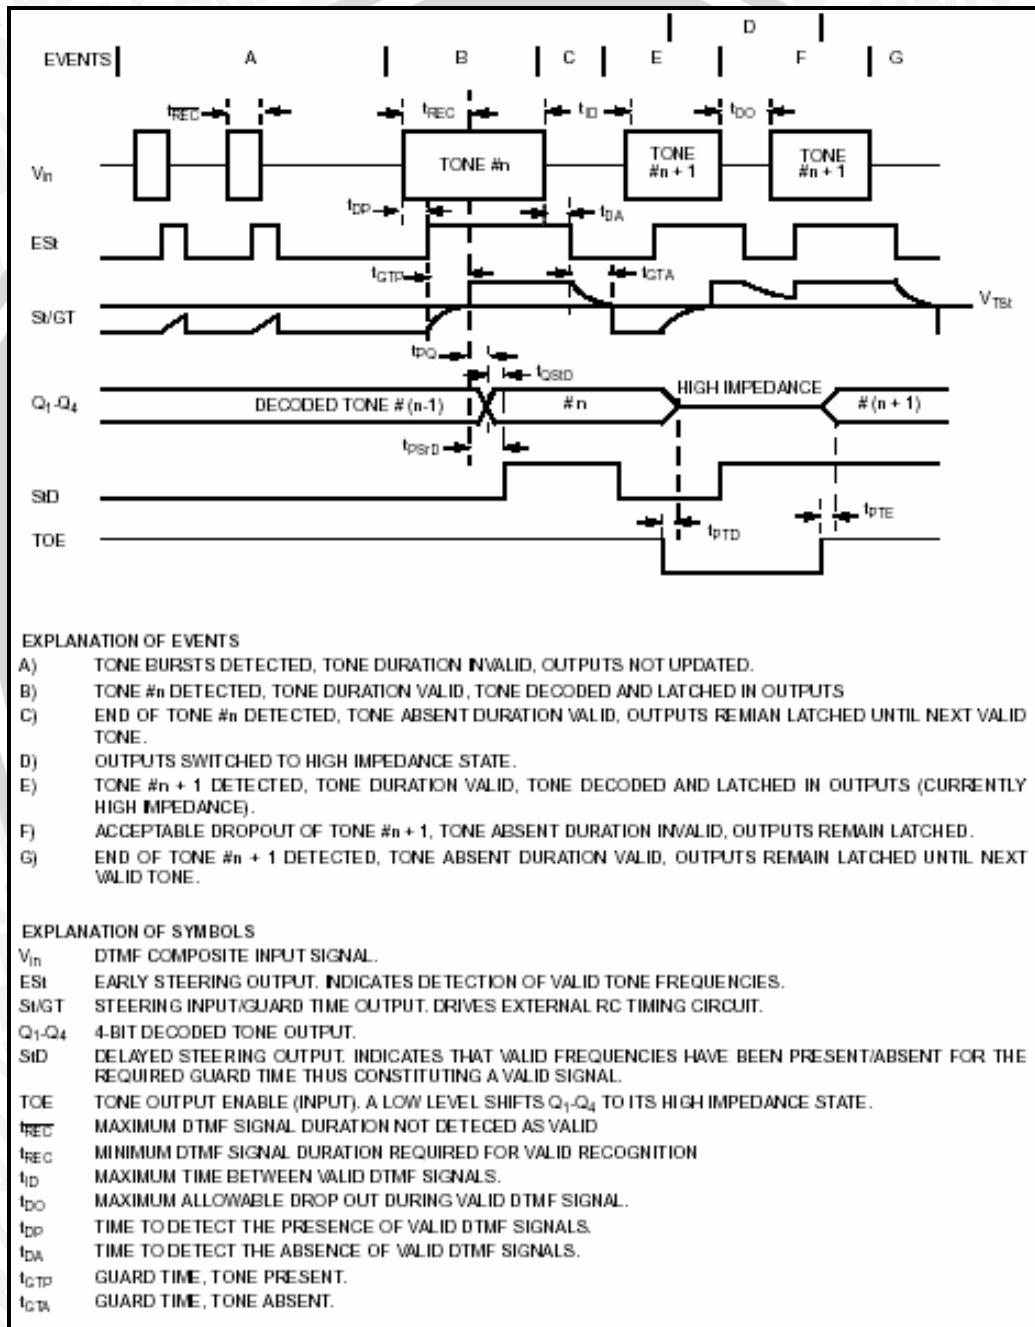 D
EVENTS A B C E F G
tREC tREC tID tDO
Vin TONE #n TONE #n + 1 TONE #n + 1
tDP tDA
ESt
tGTP tGTA
VTSt
St/GT
tPQ tQStD
HIGH IMPEDANCE
Q1-Q4 DECODED TONE # (n-1) # n # (n + 1)
tPSrD
StD
tPTD tPTE
TOE
EXPLANATION OF EVENTS
A) TONE BURSTS DETECTED, TONE DURATION INVALID, OUTPUTS NOT UPDATED.
B) TONE #n DETECTED, TONE DURATION VALID, TONE DECODED AND LATCHED IN OUTPUTS
C) END OF TONE #n DETECTED, TONE ABSENT DURATION VALID, OUTPUTS REMIAN LATCHED UNTIL NEXT VALID
TONE.
D) OUTPUTS SWITCHED TO HIGH IMPEDANCE STATE.
E) TONE #n + 1 DETECTED, TONE DURATION VALID, TONE DECODED AND LATCHED IN OUTPUTS (CURRENTLY
HIGH IMPEDANCE).
F) ACCEPTABLE DROPOUT OF TONE #n + 1, TONE ABSENT DURATION INVALID, OUTPUTS REMAIN LATCHED.
G) END OF TONE #n + 1 DETECTED, TONE ABSENT DURATION VALID, OUTPUTS REMAIN LATCHED UNTIL NEXT
VALID TONE.
EXPLANATION OF SYMBOLS
Vin DTMF COMPOSITE INPUT SIGNAL.
ESt EARLY STEERING OUTPUT. INDICATES DETECTION OF VALID TONE FREQUENCIES.
St/GT STEERING INPUT/GUARD TIME OUTPUT. DRIVES EXTERNAL RC TIMING CIRCUIT.
Q1-Q4 4-BIT DECODED TONE OUTPUT.
StD DELAYED STEERING OUTPUT. INDICATES THAT VALID FREQUENCIES HAVE BEEN PRESENT/ABSENT FOR THE
REQUIRED GUARD TIME THUS CONSTITUTING A VALID SIGNAL.
TOE TONE OUTPUT ENABLE (INPUT). A LOW LEVEL SHIFTS Q1-Q4 TO ITS HIGH IMPEDANCE STATE.
tREC MAXIMUM DTMF SIGNAL DURATION NOT DETECED AS VALID
tREC MINIMUM DTMF SIGNAL DURATION REQUIRED FOR VALID RECOGNITION
tID MAXIMUM TIME BETWEEN VALID DTMF SIGNALS.
tDO MAXIMUM ALLOWABLE DROP OUT DURING VALID DTMF SIGNAL.
tDP TIME TO DETECT THE PRESENCE OF VALID DTMF SIGNALS.
tDA TIME TO DETECT THE ABSENCE OF VALID DTMF SIGNALS.
tGTP GUARD TIME, TONE PRESENT.
tGTA GUARD TIME, TONE ABSENT.